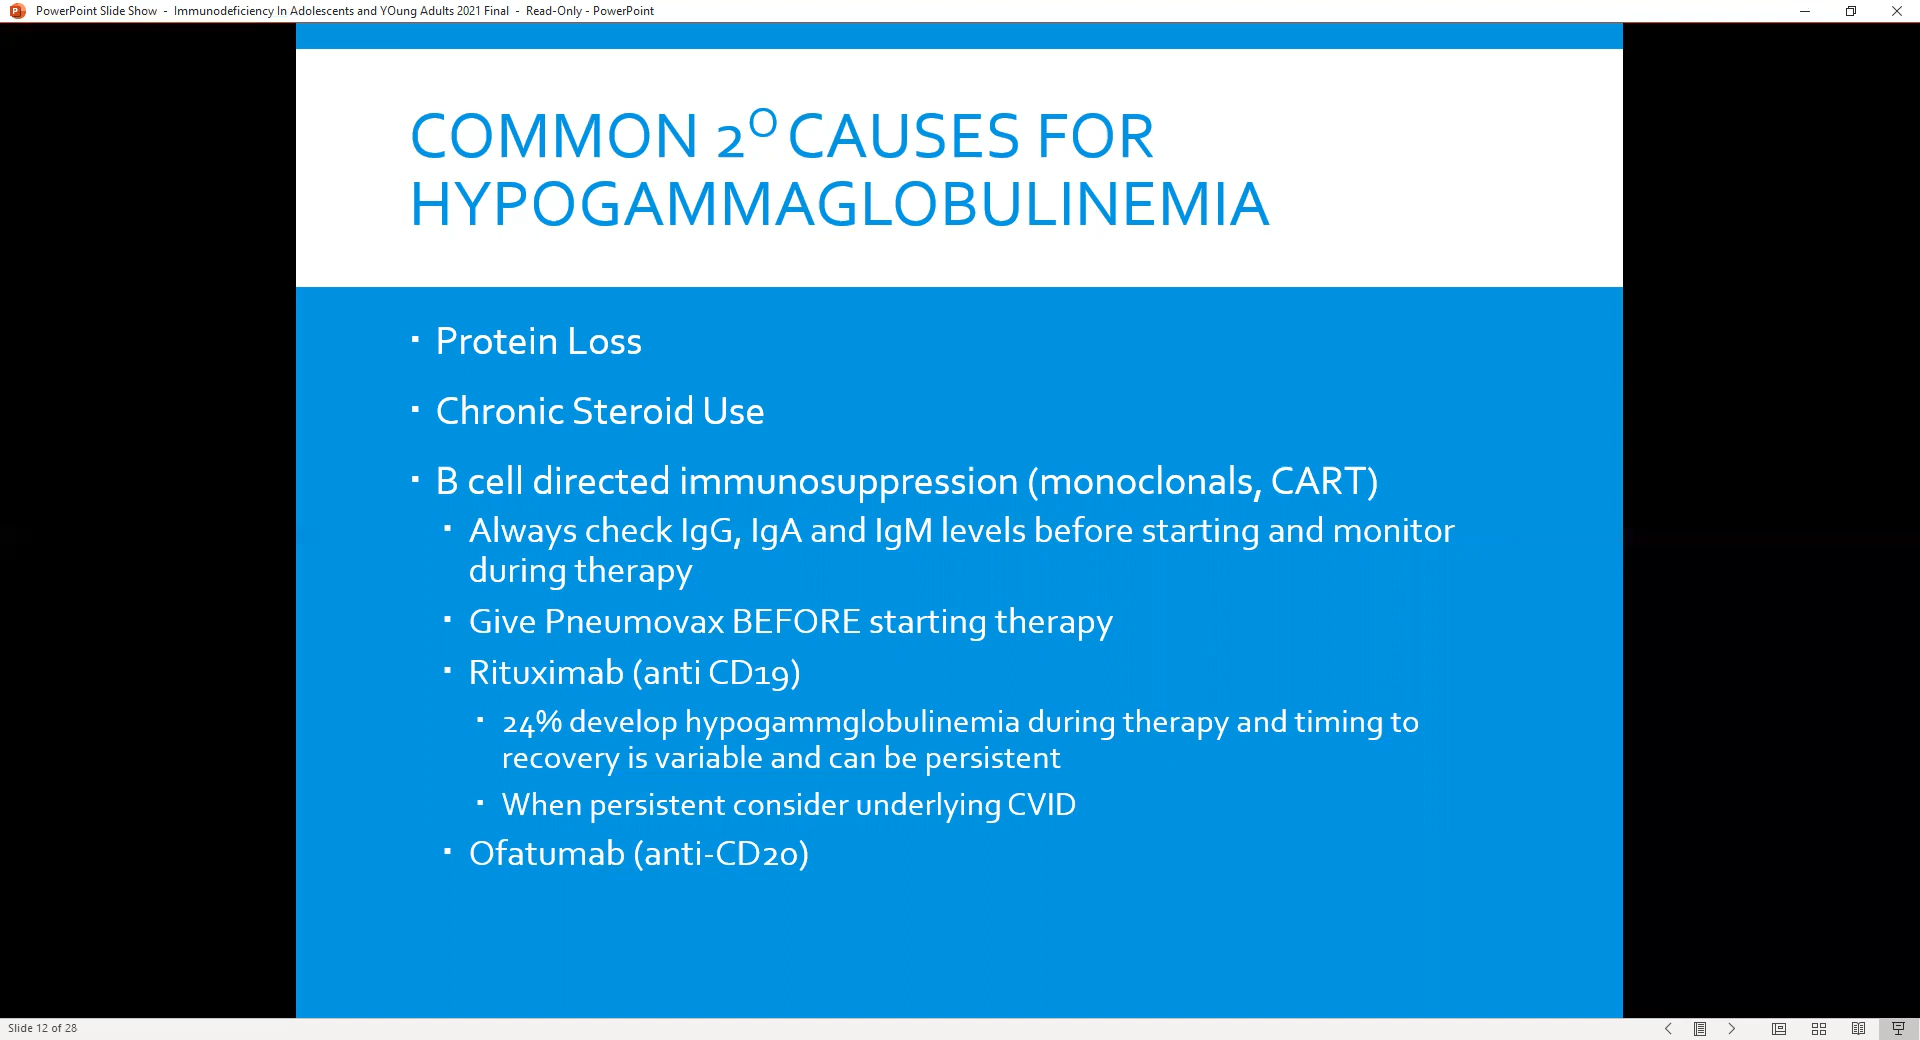 PowerPoint Slide Show - Immunodeficiency In Adolescents and YOung Adults 2021 Final - Read-Only - PowerPoint
COMMON 2O CAUSES FOR
HYPOGAMMAGLOBULINEMIA
▪ Protein Loss
▪ Chronic Steroid Use
▪ B cell directed immunosuppression (monoclonals, CART)
▪ Always check IgG, IgA and IgM levels before starting and monitor
during therapy
▪ Give Pneumovax BEFORE starting therapy
▪ Rituximab (anti CD19)
▪ 24% develop hypogammglobulinemia during therapy and timing to
recovery is variable and can be persistent
▪ When persistent consider underlying CVID
▪ Ofatumab (anti-CD20)
Slide 12 of 28